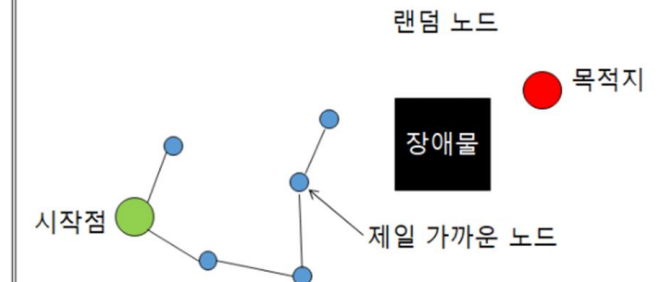 랜덤 노드
목적지
장애물
시작점
제일 가까운 노드